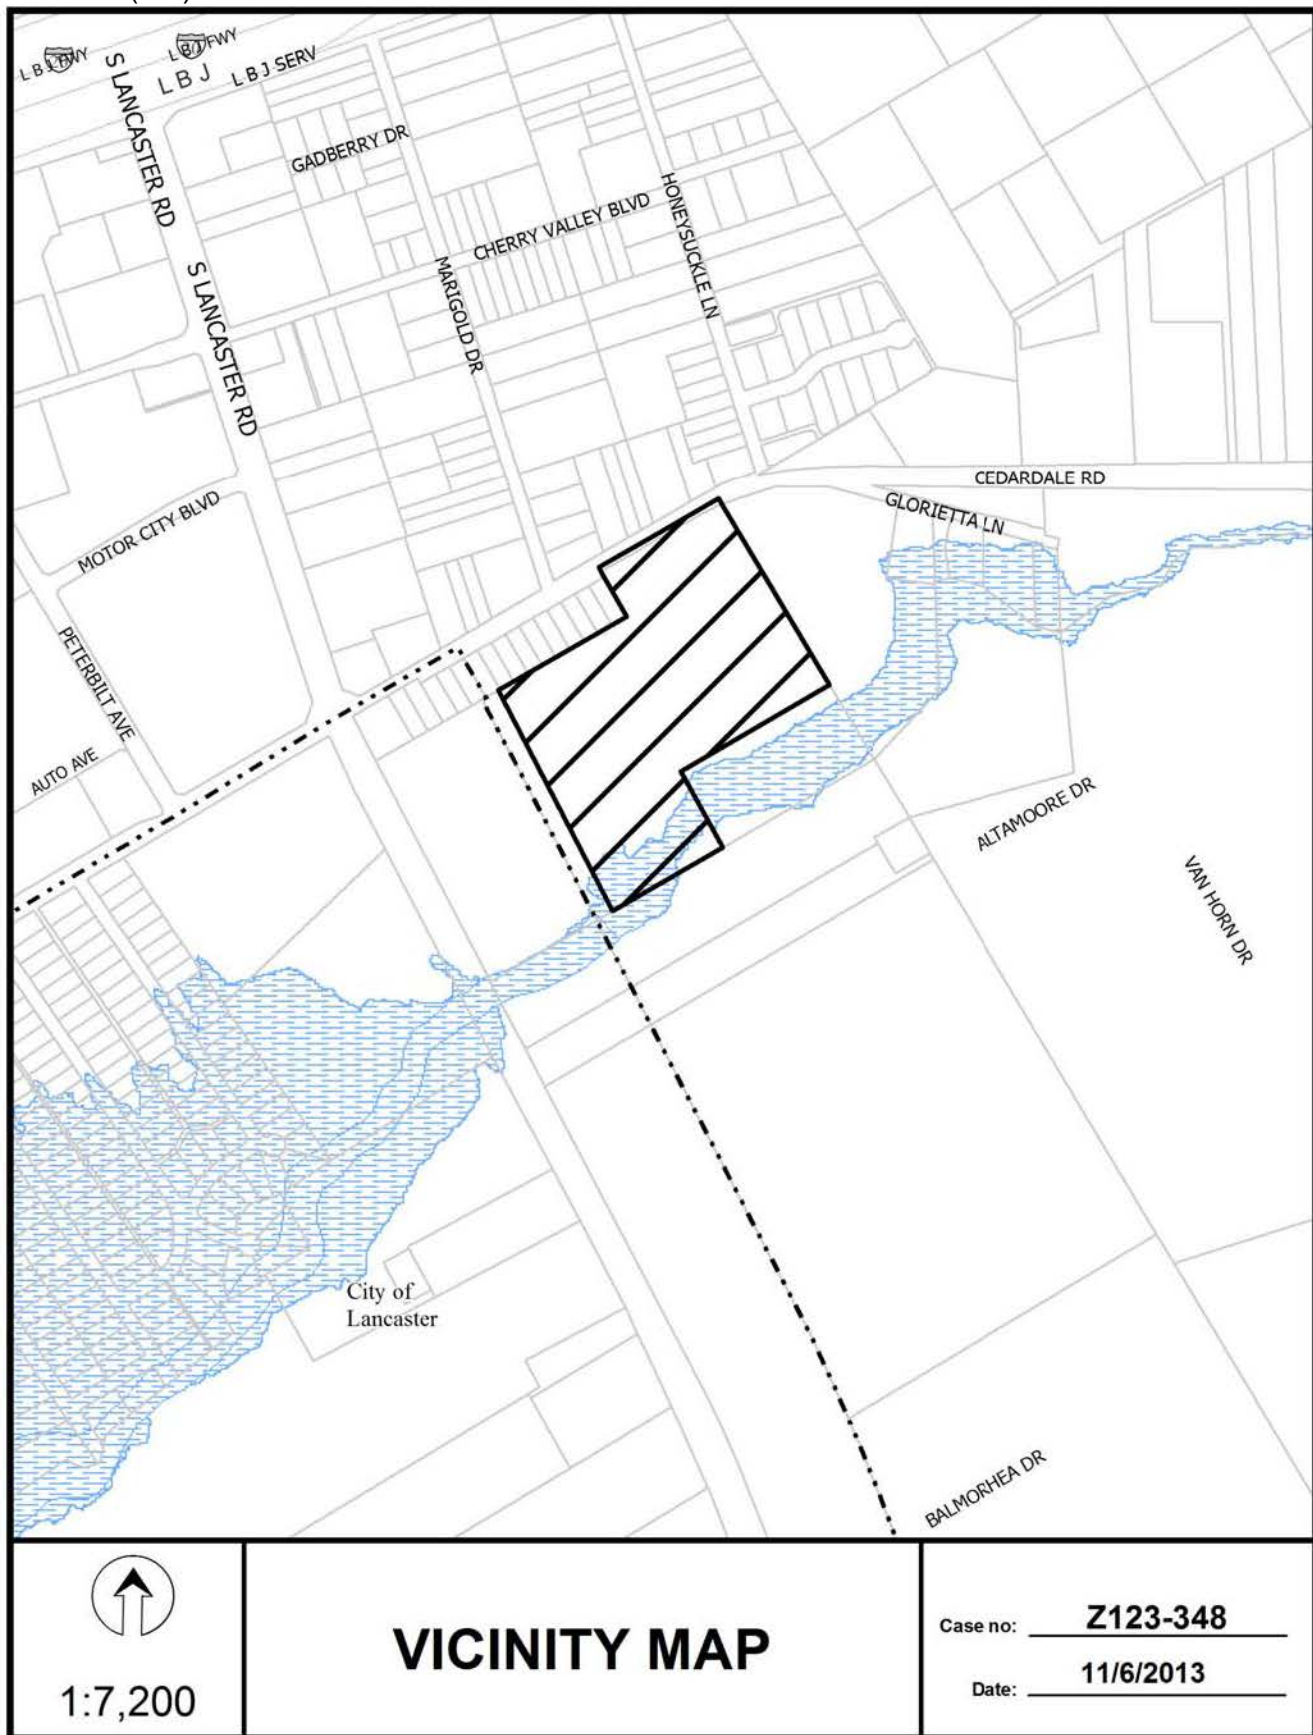 L B J FWY
L B J FWY
L B J
L B J SERV
S LANCASTER RD
GADBERRY DR
CHERRY VALLEY BLVD
HONEYSUCKLE LN
MARIGOLD DR
S LANCASTER RD
CEDARDALE RD
GLORIETTA LN
MOTOR CITY BLVD
PETERBILT AVE
AUTO AVE
ALTAMOORE DR
VAN HORN DR
City of
Lancaster
BALMORHEA DR
1:7,200
VICINITY MAP
Case no: Z123-348
Date: 11/6/2013